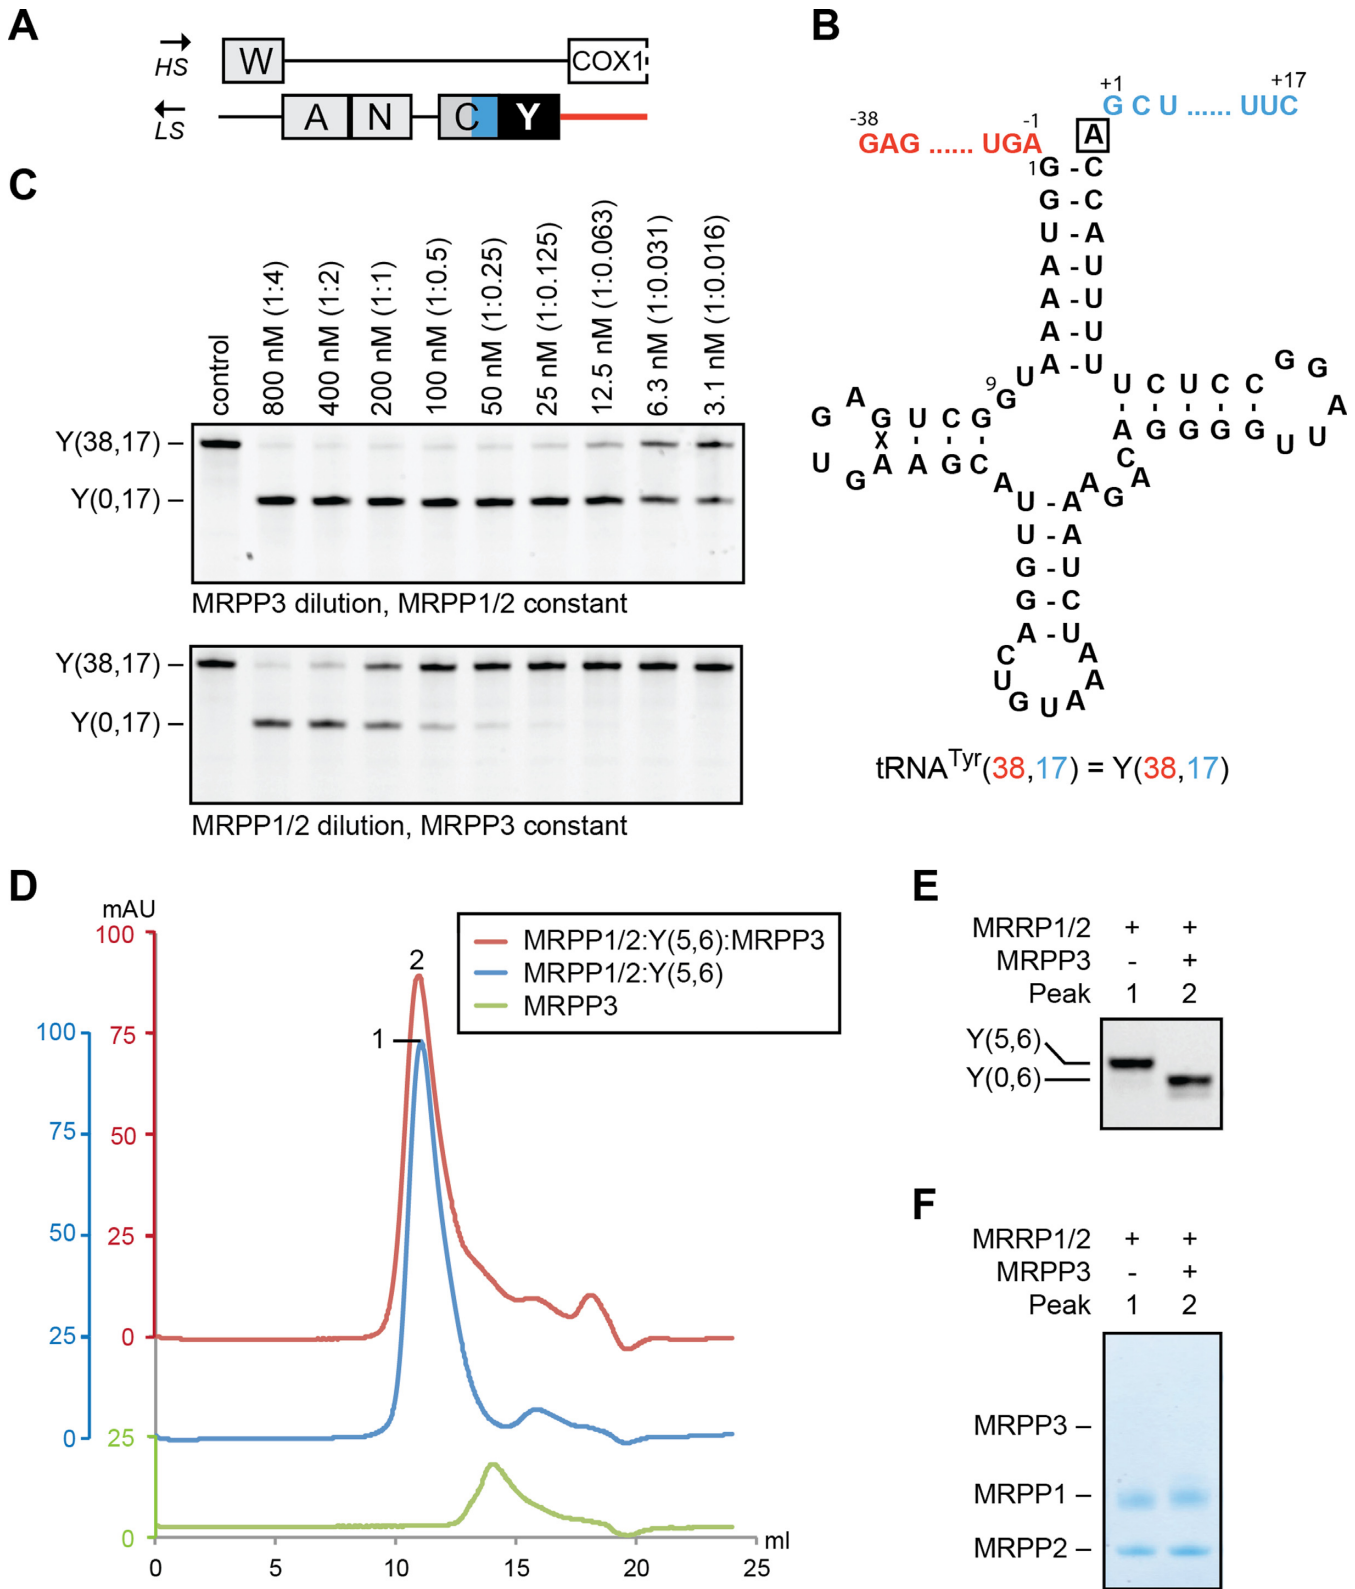 A
HS
W
COX1
LS
A N C Y
B
+1 +17
G C U ...... UUC
-38 -1
GAG ...... UGA
A
1 G - C
G - C
U - A
A - U
A - U
A - U
A - U
9
U
G
G A G U C G
A
U G A A G C
X
A
U C U C C
G G A U U
A G G G G
C A G A
U - A
U - A
G - U
G - C
A - U
C A
U A
G U A
tRNATyr(38,17) = Y(38,17)
C
control
800 nM (1:4)
400 nM (1:2)
200 nM (1:1)
100 nM (1:0.5)
50 nM (1:0.25)
25 nM (1:0.125)
12.5 nM (1:0.063)
6.3 nM (1:0.031)
3.1 nM (1:0.016)
Y(38,17) –
Y(0,17) –
MRPP3 dilution, MRPP1/2 constant
Y(38,17) –
Y(0,17) –
MRPP1/2 dilution, MRPP3 constant
D
mAU
100
75
50
25
0
100
75
50
25
0
25
0
0 5 10 15 20 25
ml
2
1
MRPP1/2:Y(5,6):MRPP3
MRPP1/2:Y(5,6)
MRPP3
E
MRRP1/2 + +
MRPP3 - +
Peak 1 2
Y(5,6)
Y(0,6)
F
MRRP1/2 + +
MRPP3 - +
Peak 1 2
MRPP3 –
MRPP1 –
MRPP2 –